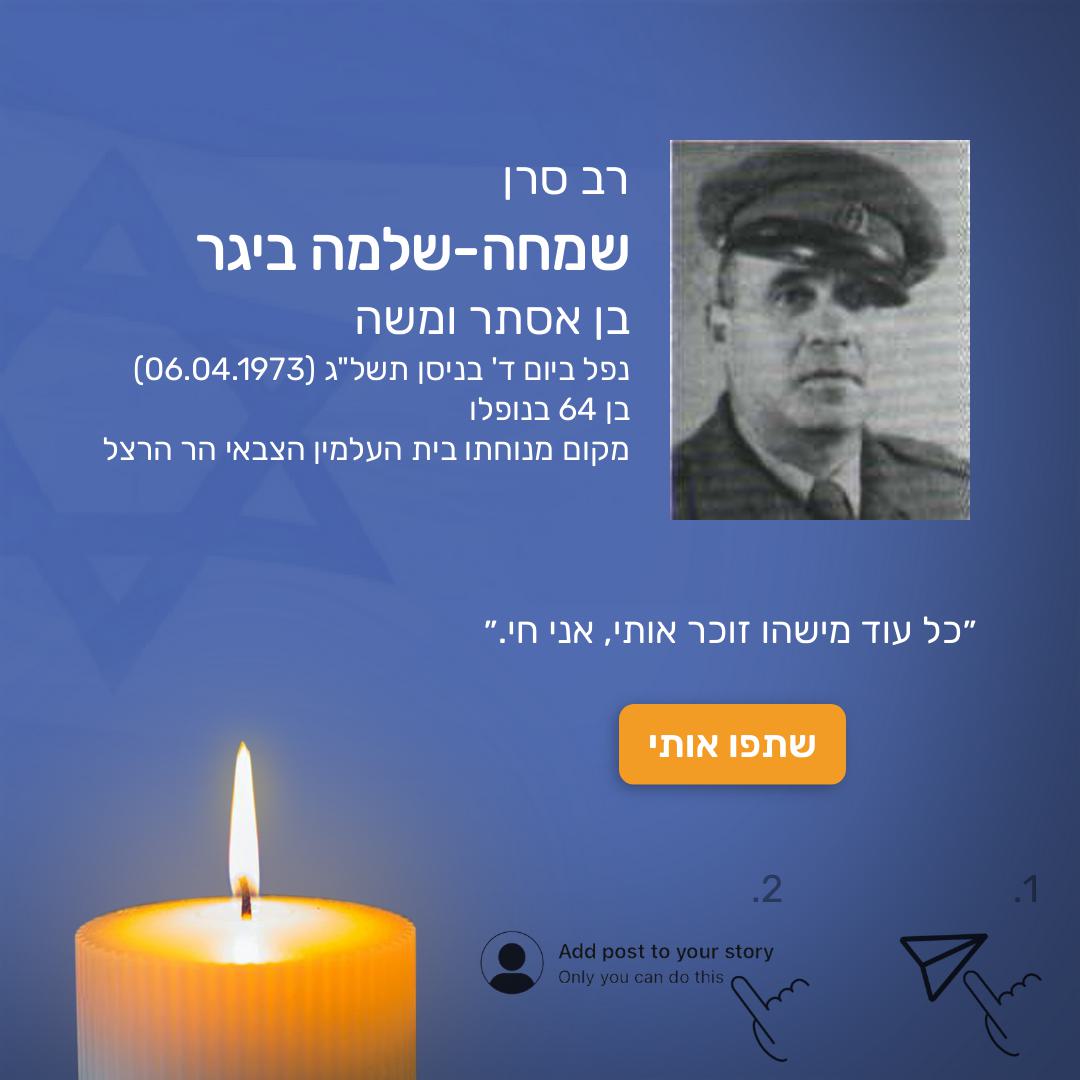 רב סרן
שמחה-שלמה ביגר
בן אסתר ומשה
נפל ביום ד' בניסן תשל"ג (06.04.1973)
בן 64 בנופלו
מקום מנוחתו בית העלמין הצבאי הר הרצל
״כל עוד מישהו זוכר אותי, אני חי.״
שתפו אותי
.1
.2
Add post to your story
Only you can do this